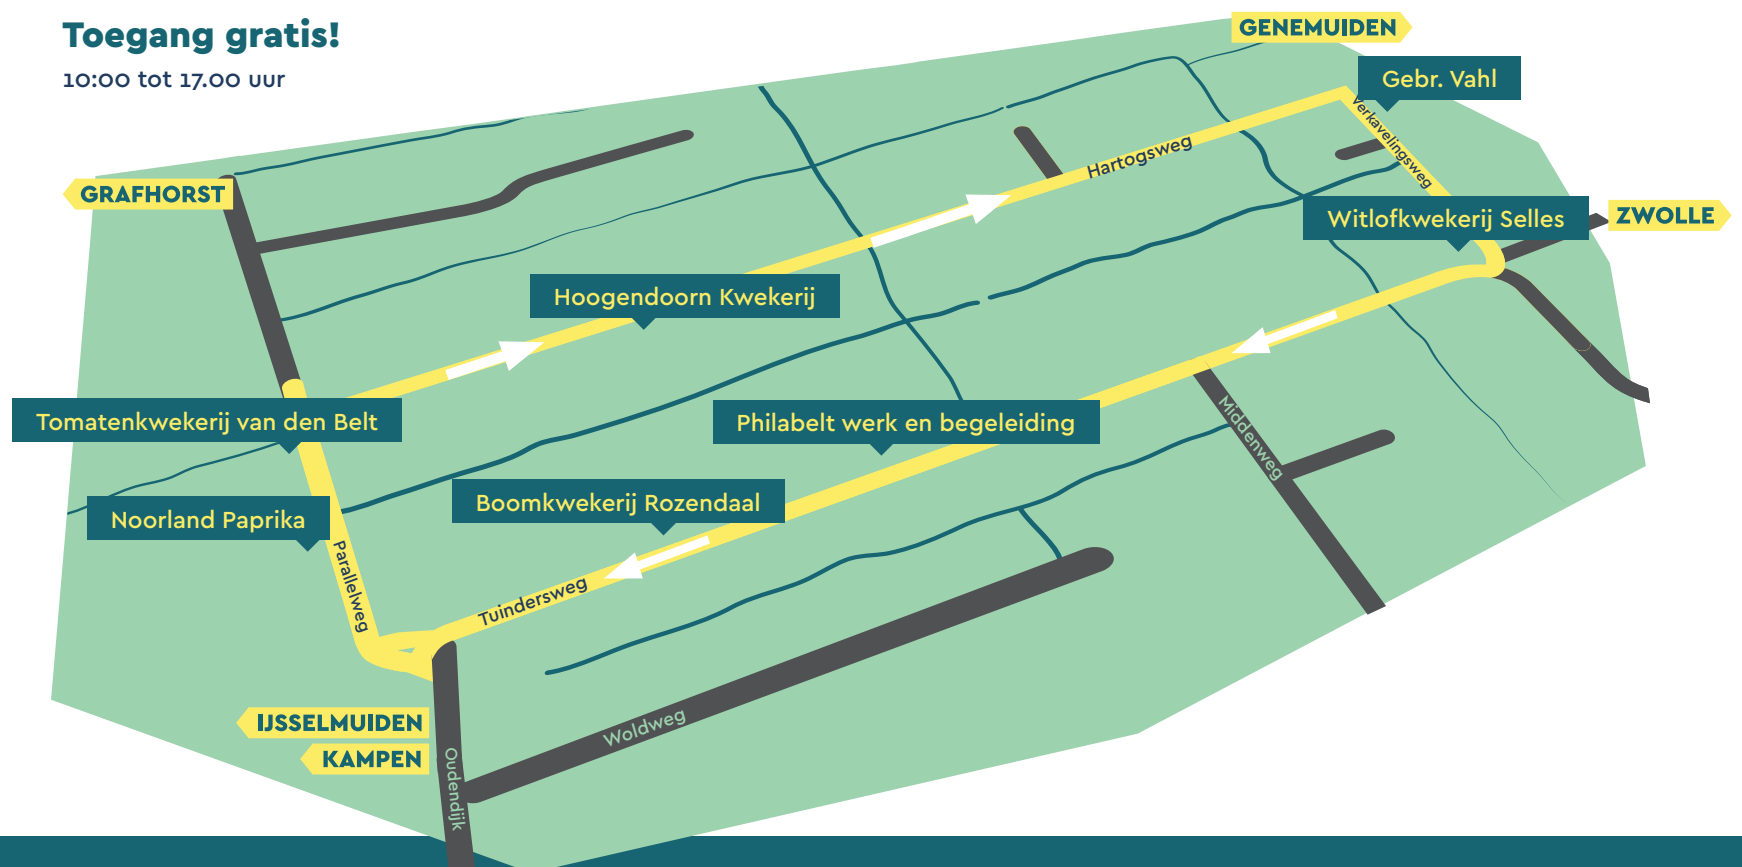 Toegang gratis!
10:00 tot 17.00 uur
GENEMUIDEN
Gebr. Vahl
Verkavelingsweg
Hartogsweg
GRAFHORST
Witlofkwekerij Selles
ZWOLLE
Hoogendoorn Kwekerij
Tomatenkwekerij van den Belt
Philabelt werk en begeleiding
Middenweg
Boomkwekerij Rozendaal
Noorland Paprika
Parallelweg
Tuindersweg
IJSSELMUIDEN
KAMPEN
Woldweg
Oudendijk